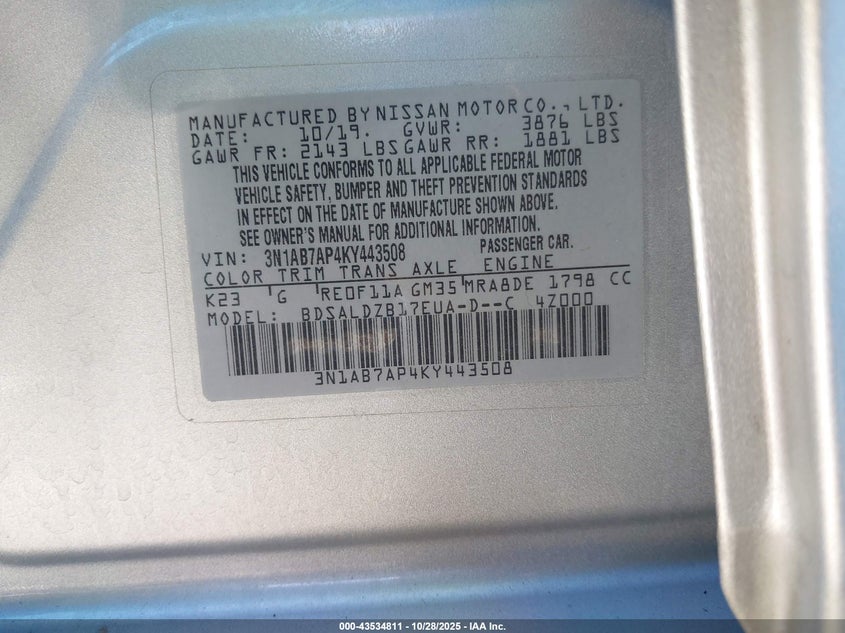 MANUFACTURED BY NISSAN MOTOR CO., LTD.
DATE: 10/19. GVWR: 3876 LBS
GAWR FR: 2143 LBS GAWR RR: 1881 LBS
THIS VEHICLE CONFORMS TO ALL APPLICABLE FEDERAL MOTOR
VEHICLE SAFETY, BUMPER AND THEFT PREVENTION STANDARDS
IN EFFECT ON THE DATE OF MANUFACTURE SHOWN ABOVE.
SEE OWNER'S MANUAL FOR ADDITIONAL INFORMATION.
VIN: 3N1AB7AP4KY443508 PASSENGER CAR.
COLOR TRIM TRANS AXLE ENGINE
K23 G RE0F11A GM35 MRA8DE 1798 CC
MODEL: BDSALDZB17EUA-D--C 4Z000
3N1AB7AP4KY443508
000-43534811 | 10/28/2025 - IAA Inc.